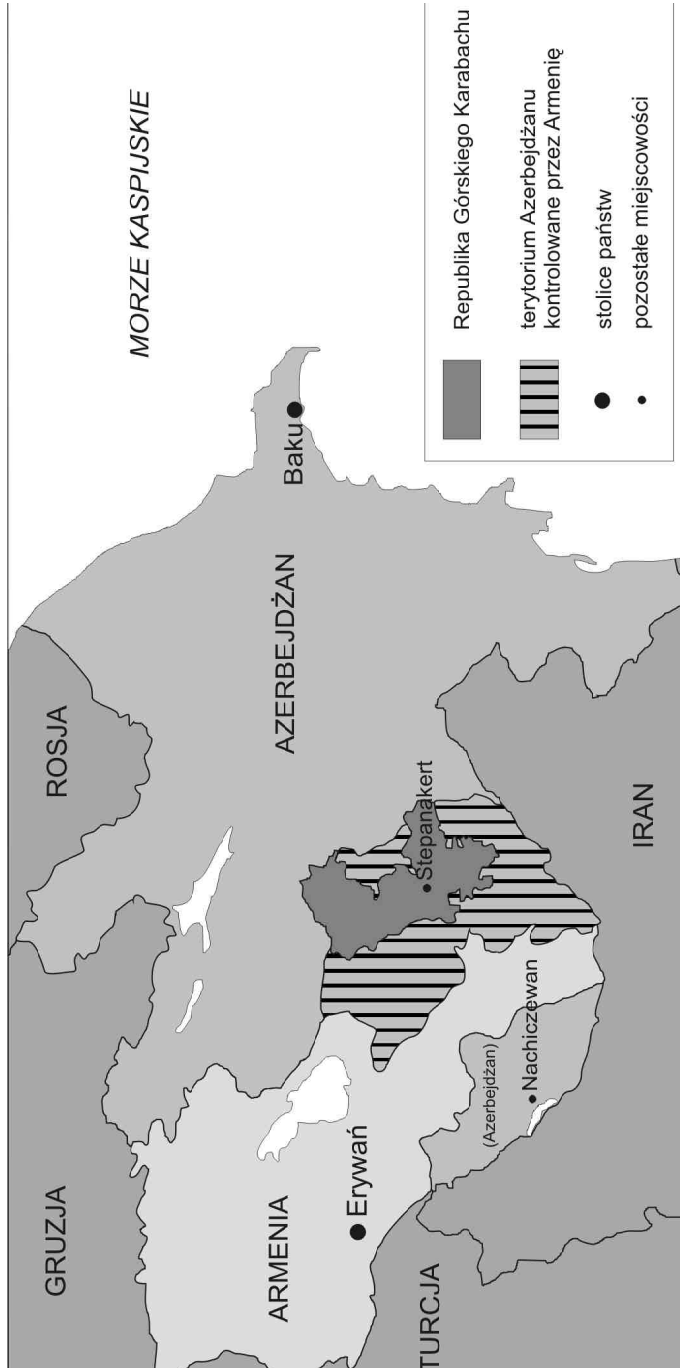 MORZE KASPIJSKIE
ROSJA
GRUZJA
AZERBEJDŻAN
Baku
ARMENIA
Erywań
Stepanakert
(Azerbejdżan)
Nachiczewan
TURCJA
IRAN
Republika Górskiego Karabachu
terytorium Azerbejdżanu
kontrolowane przez Armenię
stolice państw
pozostałe miejscowości